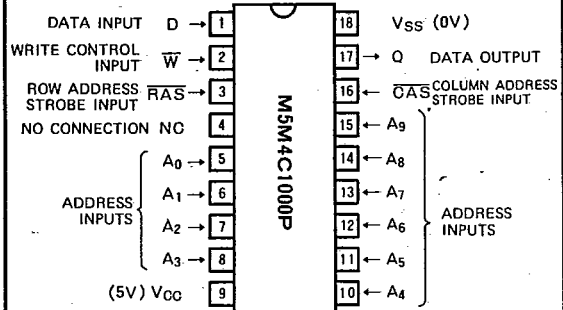 DATA INPUT D → 1
WRITE CONTROL
INPUT W̅ → 2
ROW ADDRESS
STROBE INPUT R̅A̅S̅ → 3
NO CONNECTION NC 4
A0 → 5
A1 → 6
ADDRESS
INPUTS
A2 → 7
A3 → 8
(5V) VCC 9
M5M4C1000P
18 VSS (0V)
17 → Q DATA OUTPUT
16 ← C̅A̅S̅ COLUMN ADDRESS
STROBE INPUT
15 ← A9
14 ← A8
13 ← A7
ADDRESS
INPUTS
12 ← A6
11 ← A5
10 ← A4